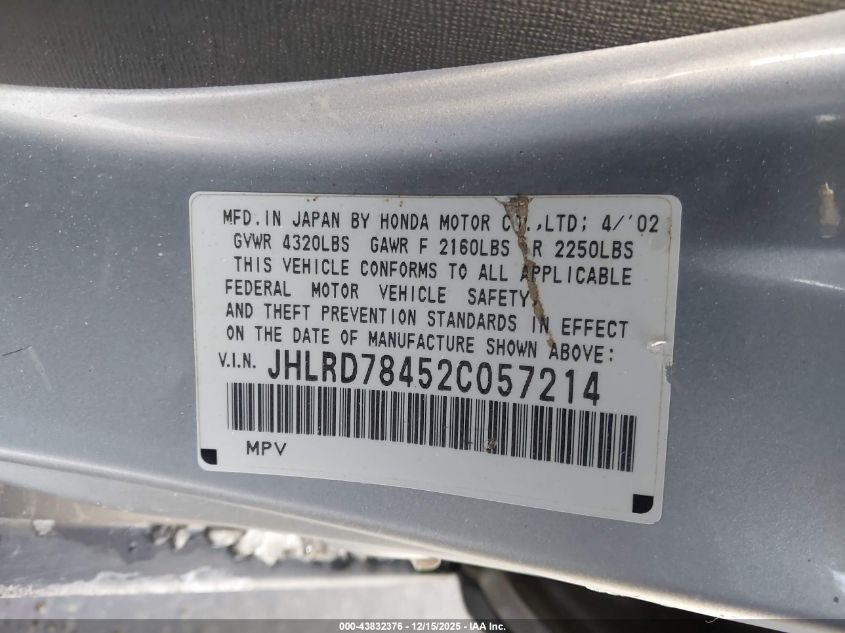 MFD. IN JAPAN BY HONDA MOTOR CO.,LTD; 4/'02
GVWR 4320LBS GAWR F 2160LBS R 2250LBS
THIS VEHICLE CONFORMS TO ALL APPLICABLE
FEDERAL MOTOR VEHICLE SAFETY
AND THEFT PREVENTION STANDARDS IN EFFECT
ON THE DATE OF MANUFACTURE SHOWN ABOVE:
V.I.N. JHLRD78452C057214
MPV
000-43832376 - 12/15/2025 - IAA Inc.